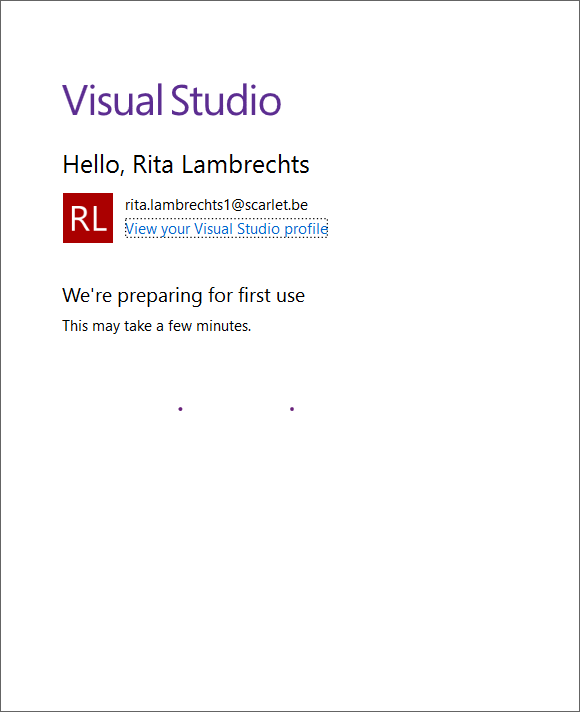 Visual Studio
Hello, Rita Lambrechts
RL
rita.lambrechts1@scarlet.be
View your Visual Studio profile
We're preparing for first use
This may take a few minutes.